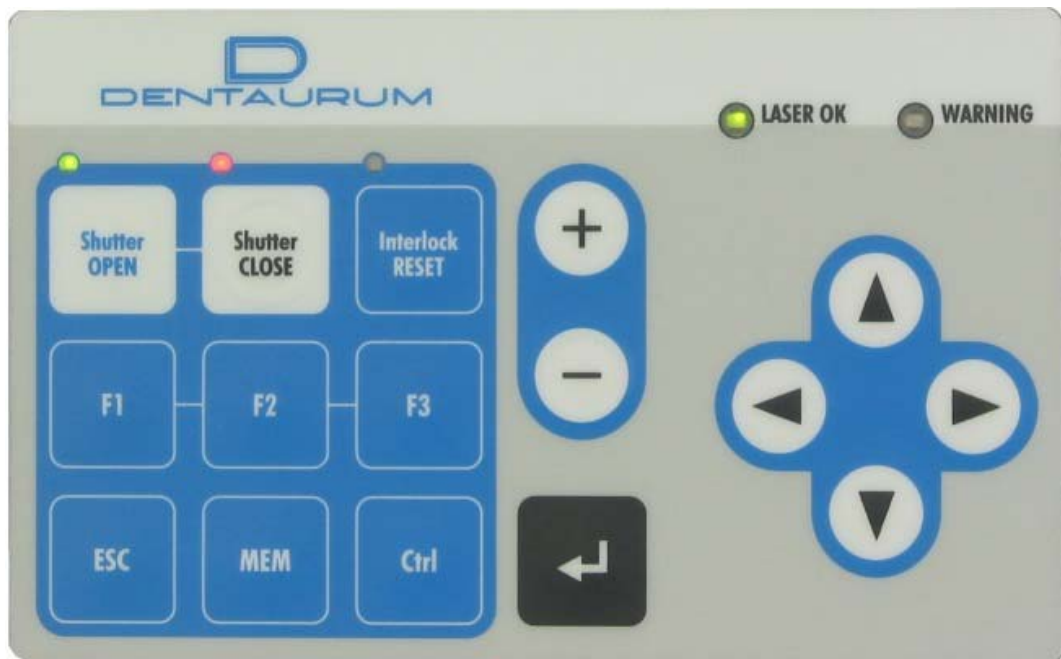 DENTAURUM
LASER OK
WARNING
Shutter
OPEN
Shutter
CLOSE
Interlock
RESET
+
F1
F2
F3
−
ESC
MEM
Ctrl